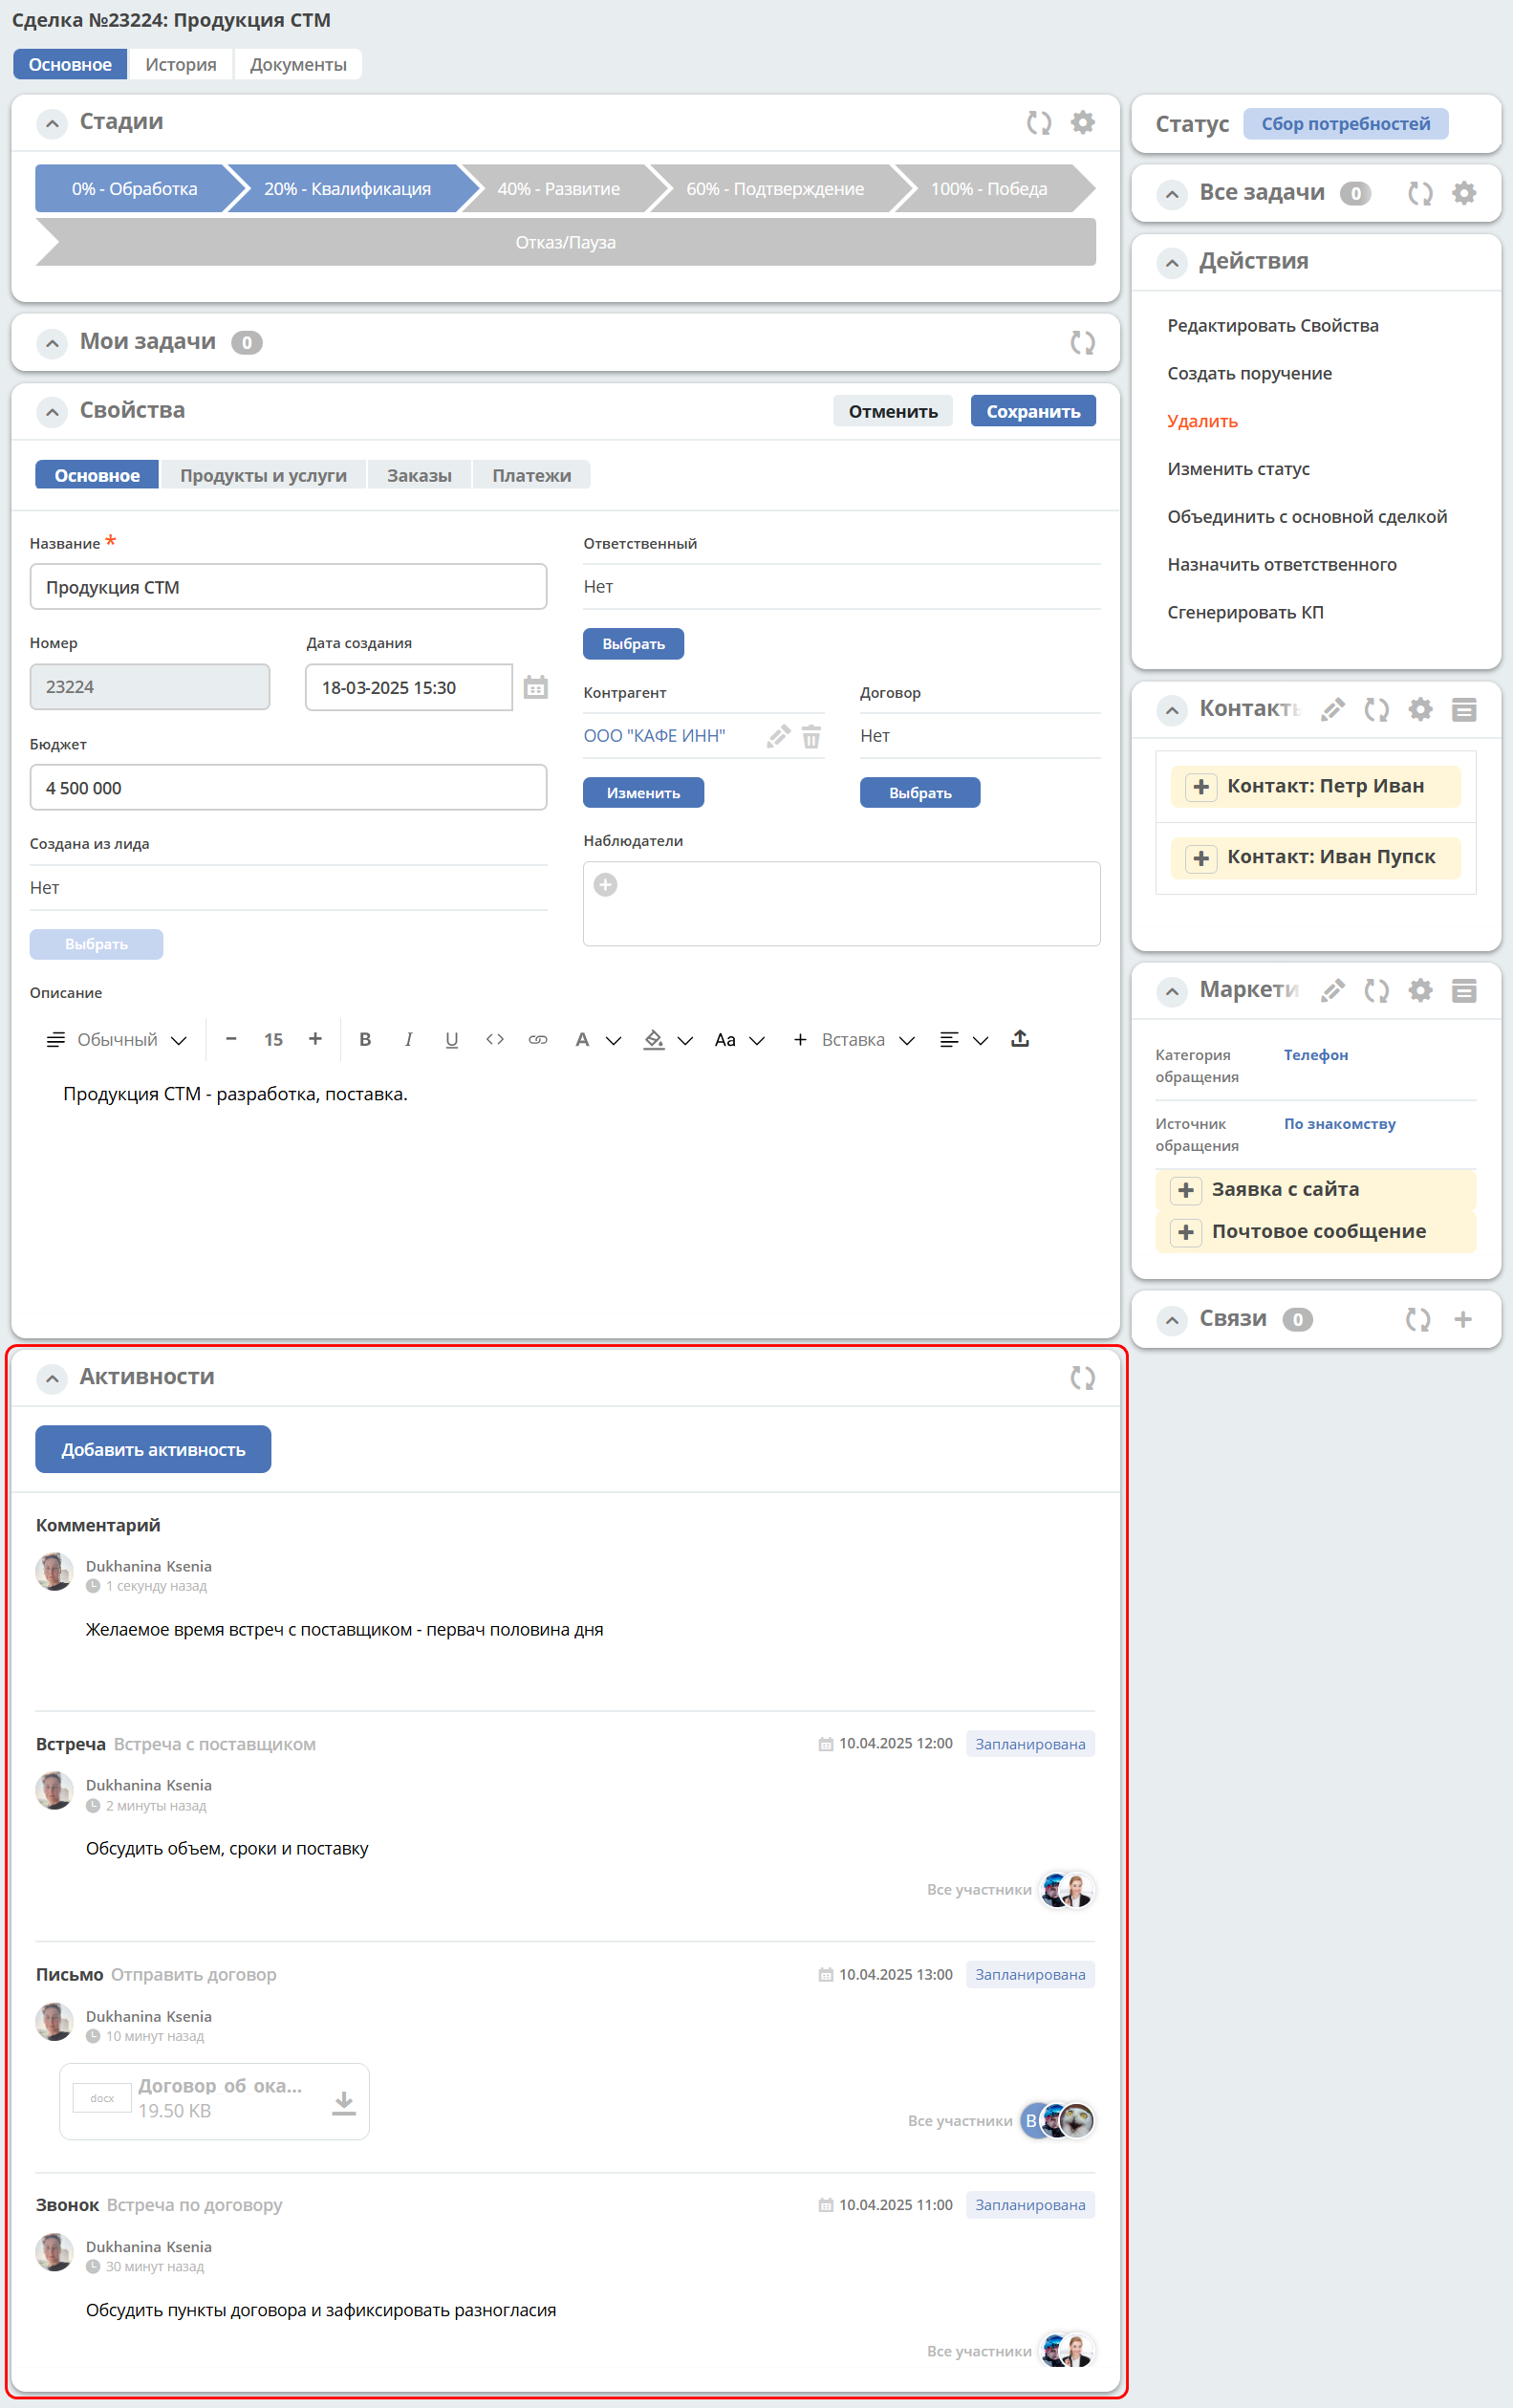 Сделка №23224: Продукция СТМ
Основное История Документы
Стадии
0% - Обработка 20% - Квалификация 40% - Развитие 60% - Подтверждение 100% - Победа
Отказ/Пауза
Мои задачи 0
Свойства Отменить Сохранить
Основное Продукты и услуги Заказы Платежи
Название *
Продукция СТМ
Номер Дата создания
23224 18-03-2025 15:30
Бюджет
4 500 000
Создана из лида
Нет
Выбрать
Ответственный
Нет
Выбрать
Контрагент Договор
ООО "КАФЕ ИНН" Нет
Изменить Выбрать
Наблюдатели
Описание
Обычный - 15 + B I U <> A Aa + Вставка
Продукция СТМ - разработка, поставка.
Активности
Добавить активность
Комментарий
Dukhanina Ksenia
1 секунду назад
Желаемое время встреч с поставщиком - первач половина дня
Встреча Встреча с поставщиком 10.04.2025 12:00 Запланирована
Dukhanina Ksenia
2 минуты назад
Обсудить объем, сроки и поставку
Все участники
Письмо Отправить договор 10.04.2025 13:00 Запланирована
Dukhanina Ksenia
10 минут назад
docx Договор_об_ока...
19.50 KB
Все участники В
Звонок Встреча по договору 10.04.2025 11:00 Запланирована
Dukhanina Ksenia
30 минут назад
Обсудить пункты договора и зафиксировать разногласия
Все участники
Статус Сбор потребностей
Все задачи 0
Действия
Редактировать Свойства
Создать поручение
Удалить
Изменить статус
Объединить с основной сделкой
Назначить ответственного
Сгенерировать КП
Контакты
+ Контакт: Петр Иван
+ Контакт: Иван Пупск
Маркети
Категория Телефон
обращения
Источник По знакомству
обращения
+ Заявка с сайта
+ Почтовое сообщение
Связи 0 +